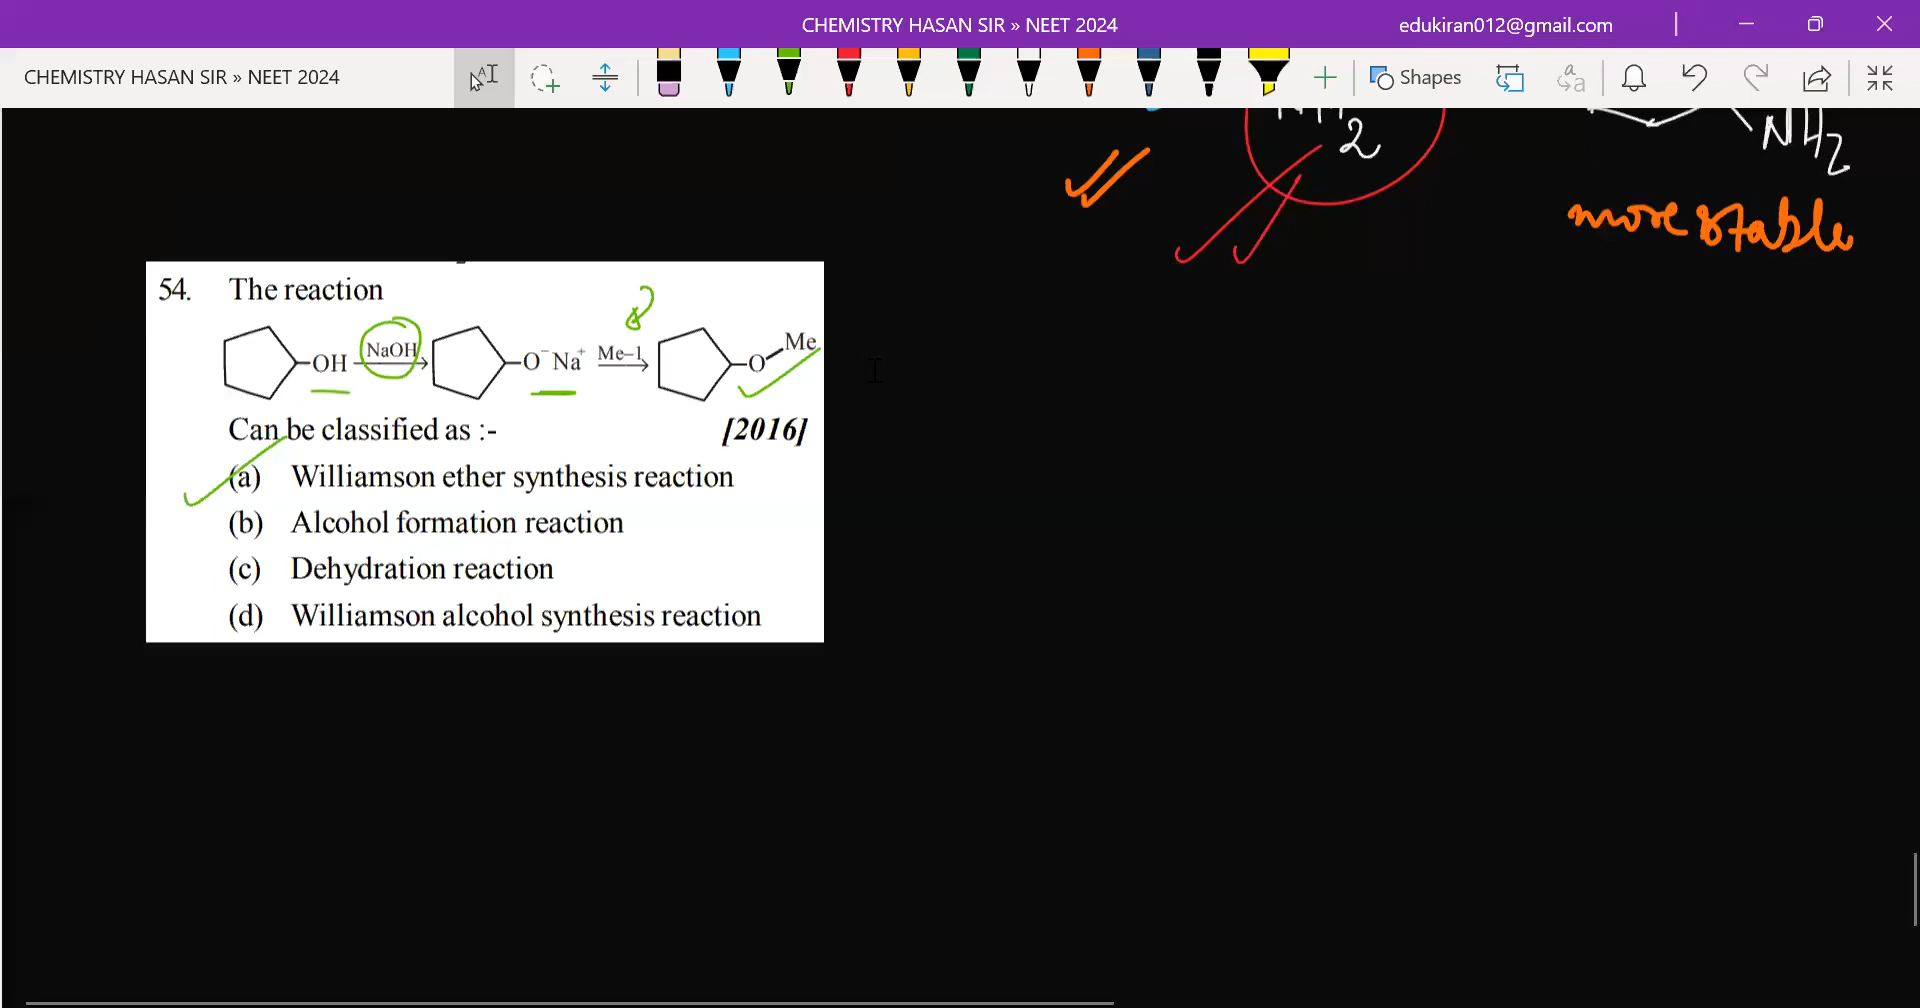 CHEMISTRY HASAN SIR » NEET 2024
edukiran012@gmail.com
CHEMISTRY HASAN SIR » NEET 2024
Shapes
2
NH2
more stable
54. The reaction
OH NaOH O⁻Na⁺ Me–I O Me
Can be classified as :- [2016]
(a) Williamson ether synthesis reaction
(b) Alcohol formation reaction
(c) Dehydration reaction
(d) Williamson alcohol synthesis reaction